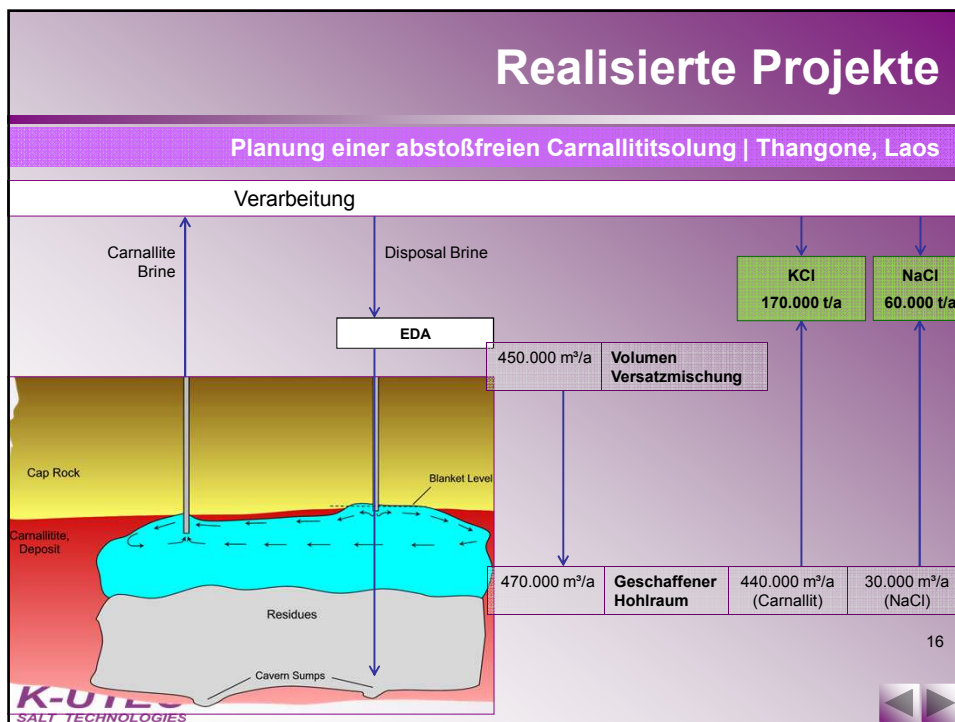 Realisierte Projekte
Planung einer abstoßfreien Carnallititsolung | Thangone, Laos
Verarbeitung
Carnallite
Brine
Disposal Brine
KCl
170.000 t/a
NaCl
60.000 t/a
EDA
450.000 m³/a
Volumen
Versatzmischung
Cap Rock
Blanket Level
Carnallitite,
Deposit
470.000 m³/a
Geschaffener
Hohlraum
440.000 m³/a
(Carnallit)
30.000 m³/a
(NaCl)
Residues
Cavern Sumps
16
K-UTEC
SALT TECHNOLOGIES